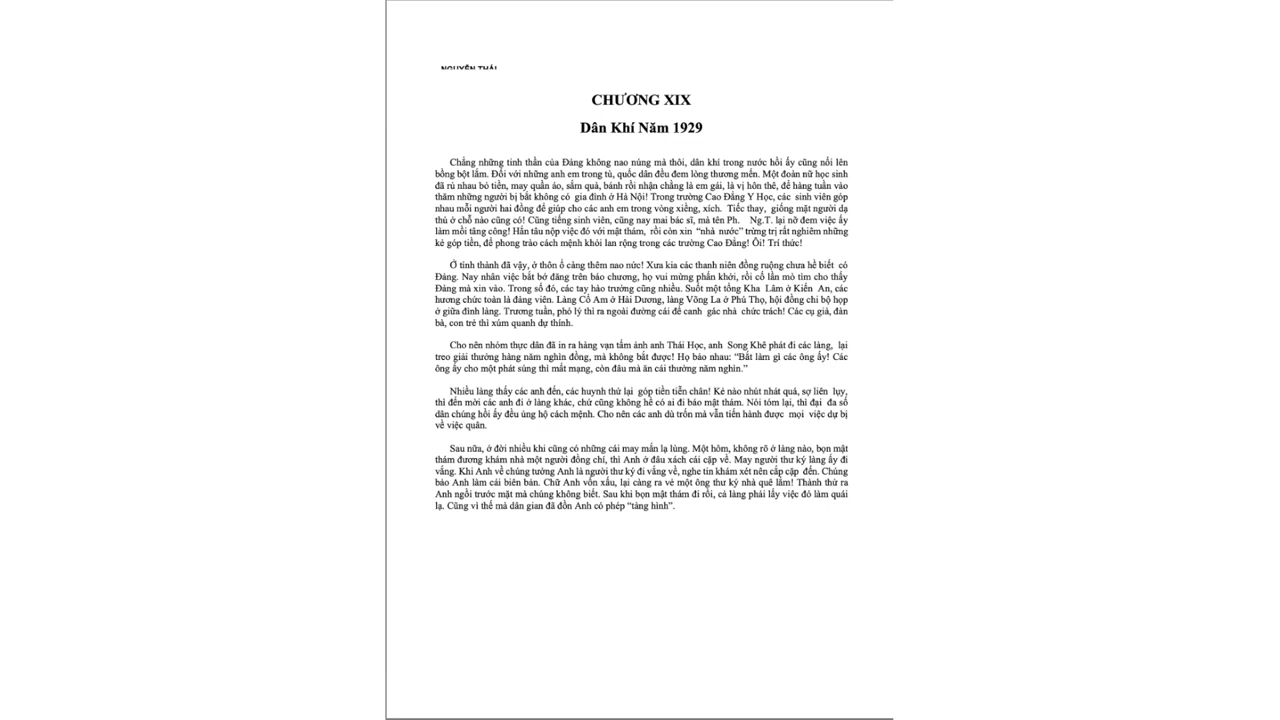 NGUYỄN THÁI
CHƯƠNG XIX
Dân Khí Năm 1929
Chẳng những tinh thần của Đảng không nao núng mà thôi, dân khí trong nước hồi ấy cũng nổi lên
bồng bột lắm. Đối với những anh em trong tù, quốc dân đều đem lòng thương mến. Một đoàn nữ học sinh
đã rủ nhau bỏ tiền, may quần áo, sắm quà, bánh rồi nhận chằng là em gái, là vị hôn thê, để hàng tuần vào
thăm những người bị bắt không có gia đình ở Hà Nội! Trong trường Cao Đẳng Y Học, các sinh viên góp
nhau mỗi người hai đồng để giúp cho các anh em trong vòng xiềng, xích. Tiếc thay, giống mặt người dạ
thú ở chỗ nào cũng có! Cũng tiếng sinh viên, cũng nay mai bác sĩ, mà tên Ph. Ng.T. lại nỡ đem việc ấy
làm mồi tâng công! Hắn tâu nộp việc đó với mật thám, rồi còn xin “nhà nước” trừng trị rất nghiêm những
kẻ góp tiền, để phong trào cách mệnh khỏi lan rộng trong các trường Cao Đẳng! Ôi! Trí thức!
Ở tỉnh thành đã vậy, ở thôn ổ càng thêm nao nức! Xưa kia các thanh niên đồng ruộng chưa hề biết có
Đảng. Nay nhân việc bắt bớ đăng trên báo chương, họ vui mừng phấn khởi, rồi cố lần mò tìm cho thấy
Đảng mà xin vào. Trong số đó, các tay hào trưởng cũng nhiều. Suốt một tổng Kha Lâm ở Kiến An, các
hương chức toàn là đảng viên. Làng Cổ Am ở Hải Dương, làng Võng La ở Phú Thọ, hội đồng chi bộ họp
ở giữa đình làng. Trương tuần, phó lý thì ra ngoài đường cái để canh gác nhà chức trách! Các cụ già, đàn
bà, con trẻ thì xúm quanh dự thính.
Cho nên nhóm thực dân đã in ra hàng vạn tấm ảnh anh Thái Học, anh Song Khê phát đi các làng, lại
treo giải thưởng hàng năm nghìn đồng, mà không bắt được! Họ bảo nhau: “Bắt làm gì các ông ấy! Các
ông ấy cho một phát súng thì mất mạng, còn đâu mà ăn cái thưởng năm nghìn.”
Nhiều làng thấy các anh đến, các huynh thứ lại góp tiền tiễn chân! Kẻ nào nhút nhát quá, sợ liên lụy,
thì đến mời các anh đi ở làng khác, chứ cũng không hề có ai đi báo mật thám. Nói tóm lại, thì đại đa số
dân chúng hồi ấy đều ủng hộ cách mệnh. Cho nên các anh dù trốn mà vẫn tiến hành được mọi việc dự bị
về việc quân.
Sau nữa, ở đời nhiều khi cũng có những cái may mắn lạ lùng. Một hôm, không rõ ở làng nào, bọn mật
thám đương khám nhà một người đồng chí, thì Anh ở đâu xách cái cặp về. May người thư ký làng ấy đi
vắng. Khi Anh về chúng tưởng Anh là người thư ký đi vắng về, nghe tin khám xét nên cắp cặp đến. Chúng
bảo Anh làm cái biên bản. Chữ Anh vốn xấu, lại càng ra vẻ một ông thư ký nhà quê lắm! Thành thử ra
Anh ngồi trước mặt mà chúng không biết. Sau khi bọn mật thám đi rồi, cả làng phải lấy việc đó làm quái
lạ. Cũng vì thế mà dân gian đã đồn Anh có phép “tàng hình”.